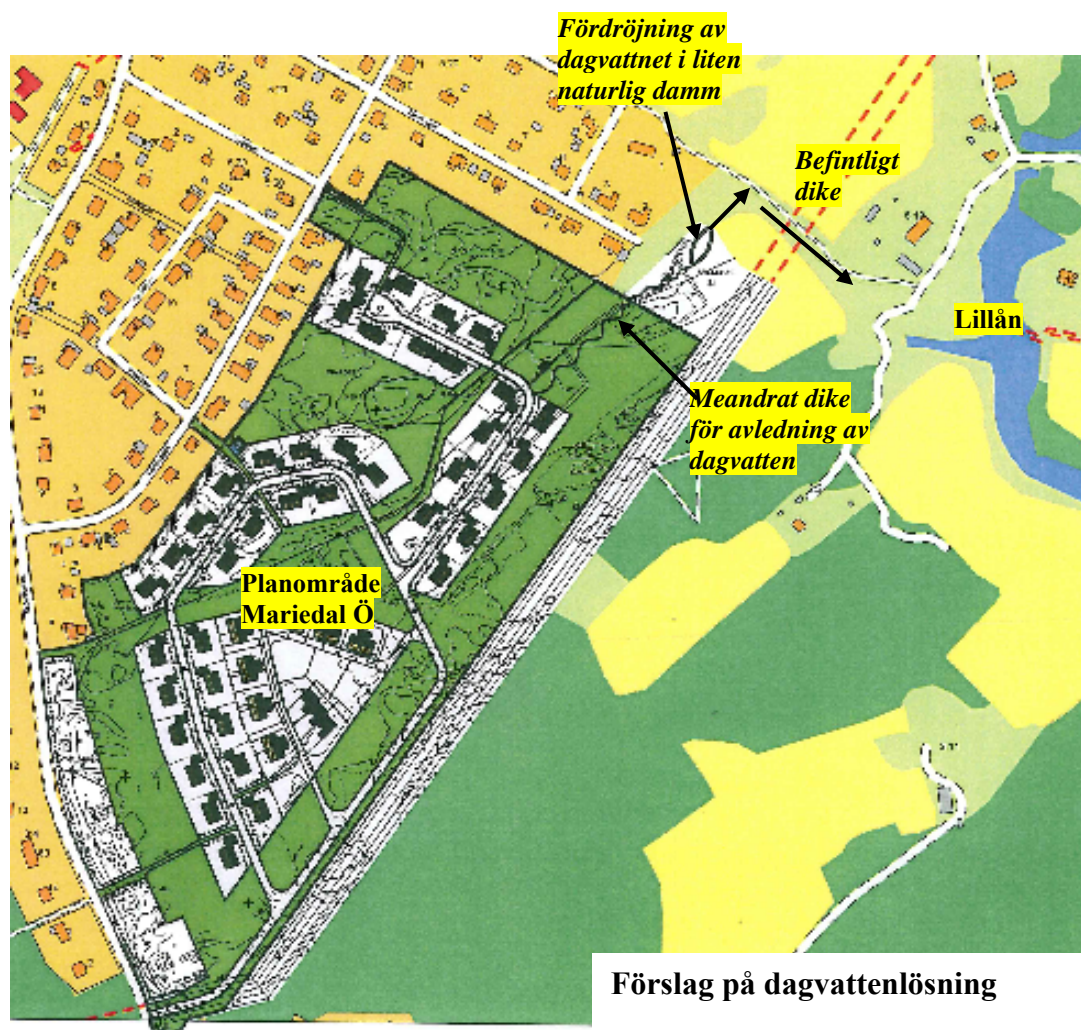 Fördröjning av
dagvattnet i liten
naturlig damm
Befintligt
dike
Lillån
Meandrat dike
för avledning av
dagvatten
Planområde
Mariedal Ö
Förslag på dagvattenlösning